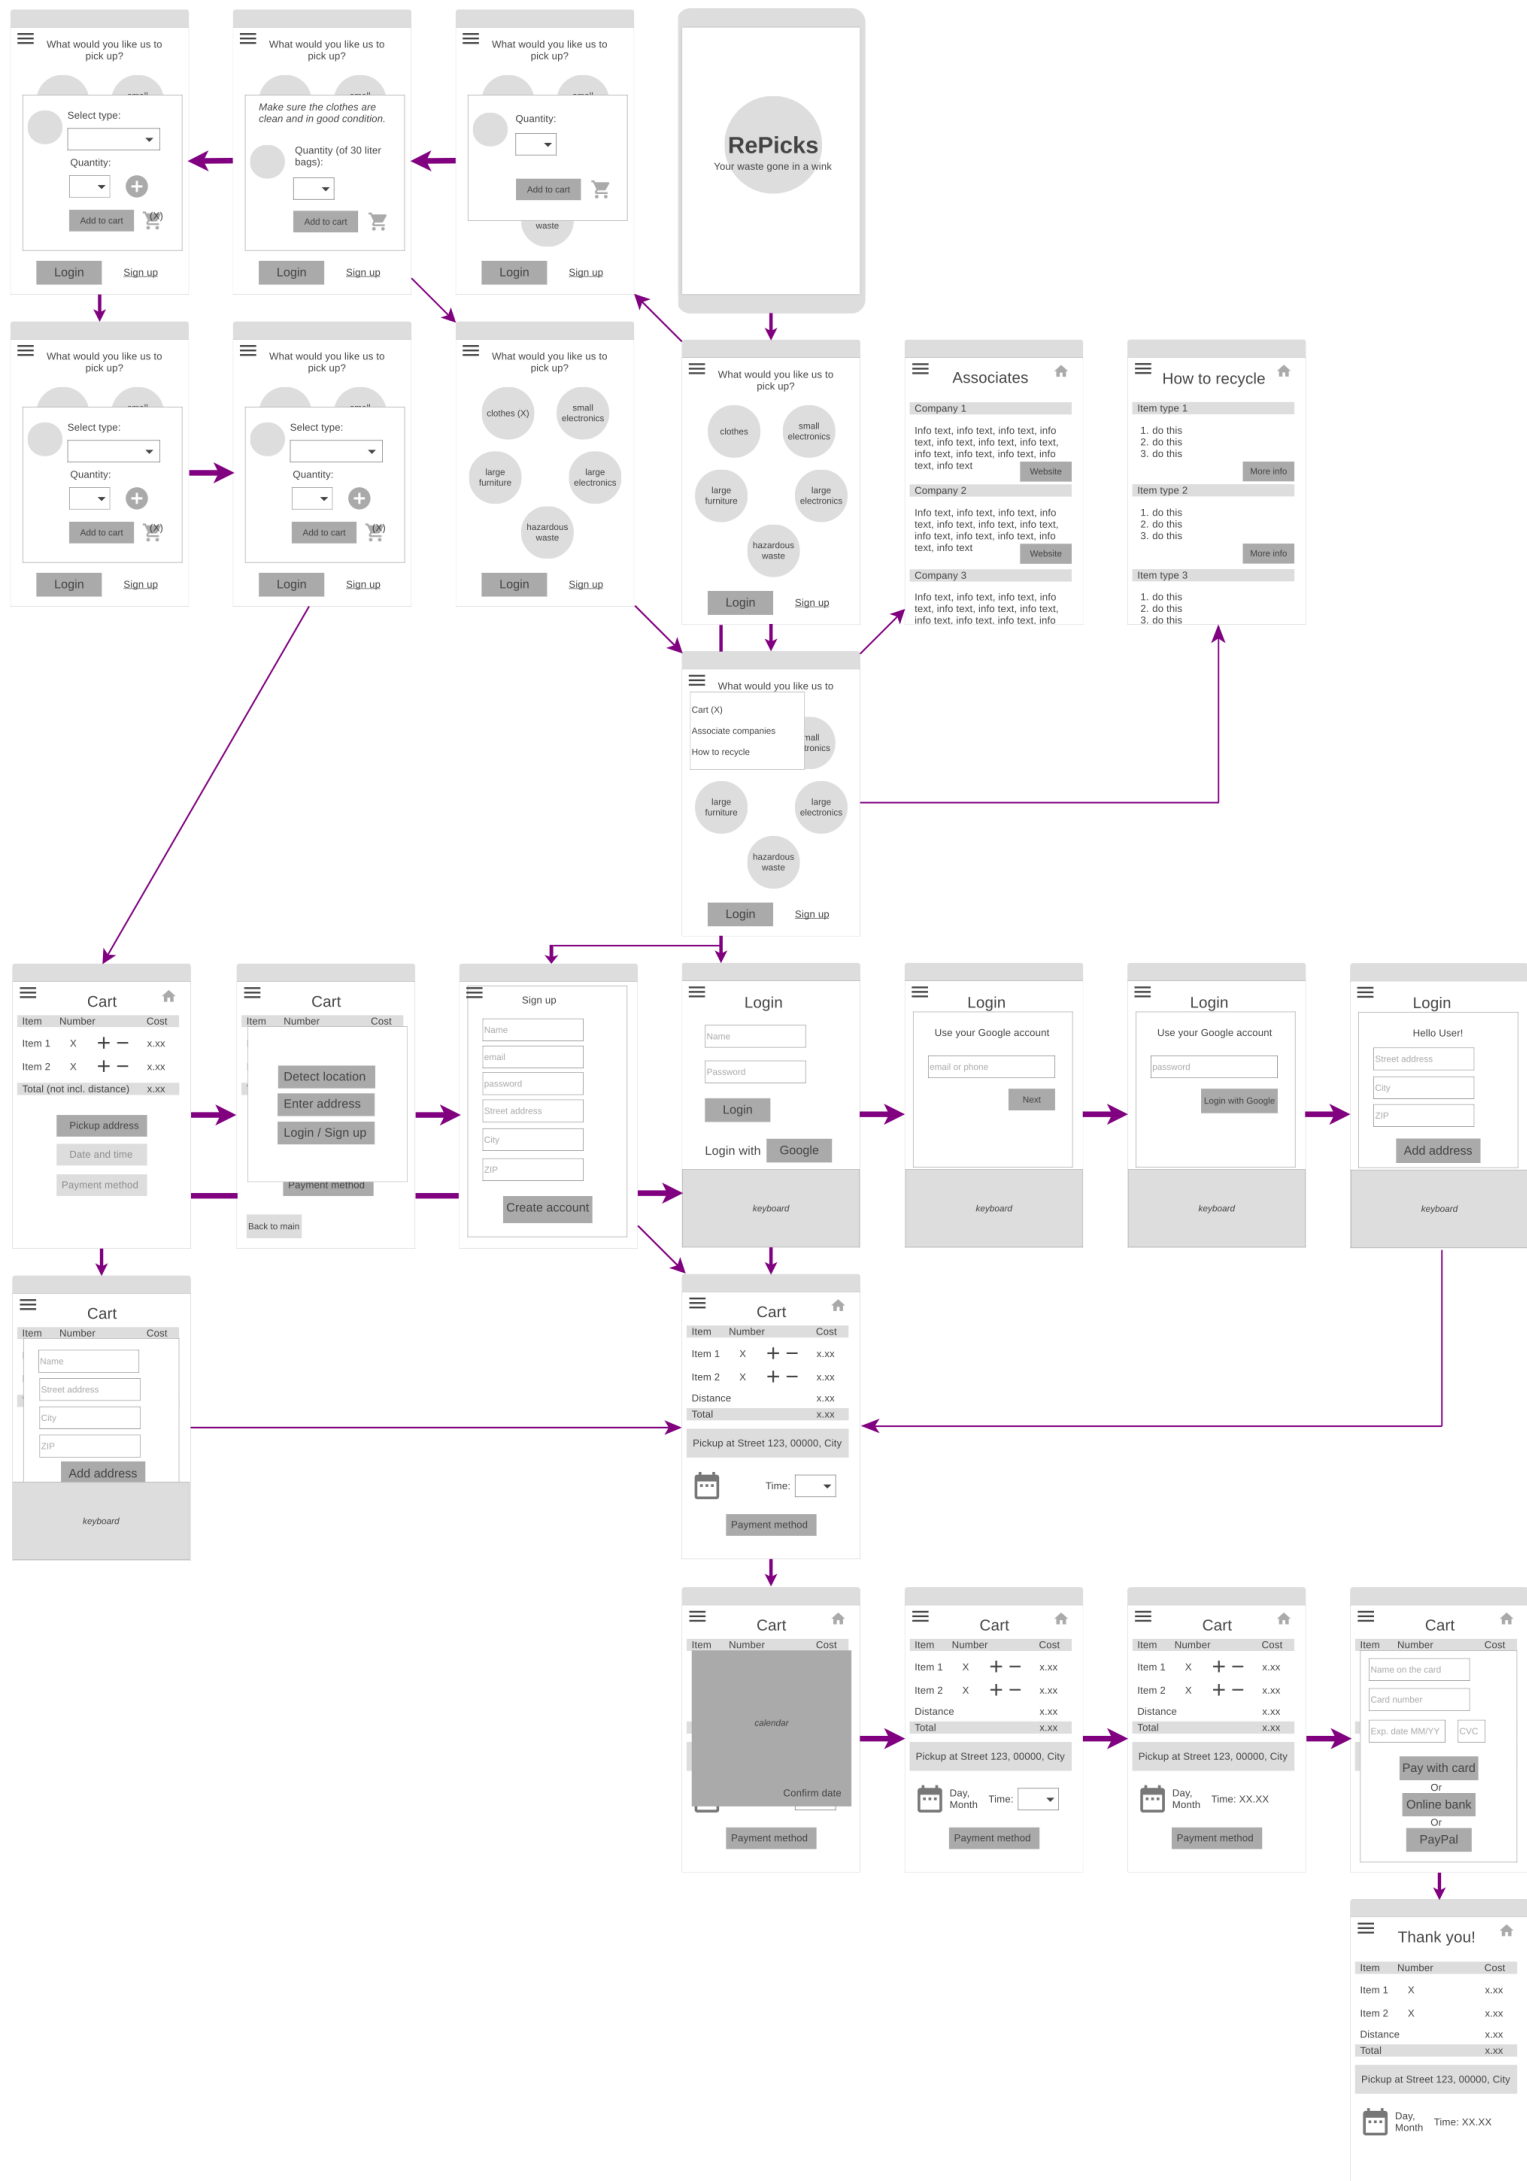 What would you like us to
pick up?
small
Select type:
Quantity:
Add to cart
(X)
Login
Sign up
What would you like us to
pick up?
small
Make sure the clothes are
clean and in good condition.
Quantity (of 30 liter
bags):
Add to cart
Login
Sign up
What would you like us to
pick up?
small
Quantity:
Add to cart
waste
Login
Sign up
RePicks
Your waste gone in a wink
What would you like us to
pick up?
Select type:
Quantity:
Add to cart
(X)
Login
Sign up
What would you like us to
pick up?
Select type:
Quantity:
Add to cart
(X)
Login
Sign up
What would you like us to
pick up?
clothes (X)
small
electronics
large
furniture
large
electronics
hazardous
waste
Login
Sign up
What would you like us to
pick up?
clothes
small
electronics
large
furniture
large
electronics
hazardous
waste
Login
Sign up
Associates
Company 1
Info text, info text, info text, info
text, info text, info text, info text,
info text, info text, info text, info
text, info text
Website
Company 2
Info text, info text, info text, info
text, info text, info text, info text,
info text, info text, info text, info
text, info text
Website
Company 3
Info text, info text, info text, info
text, info text, info text, info text,
info text, info text, info text, info
How to recycle
Item type 1
1. do this
2. do this
3. do this
More info
Item type 2
1. do this
2. do this
3. do this
More info
Item type 3
1. do this
2. do this
3. do this
What would you like us to
Cart (X)
Associate companies
How to recycle
mall
tronics
large
furniture
large
electronics
hazardous
waste
Login
Sign up
Cart
Item Number Cost
Item 1 X + − x.xx
Item 2 X + − x.xx
Total (not incl. distance) x.xx
Pickup address
Date and time
Payment method
Cart
Item Number Cost
Detect location
Enter address
Login / Sign up
Payment method
Back to main
Sign up
Name
email
password
Street address
City
ZIP
Create account
Login
Name
Password
Login
Login with Google
keyboard
Login
Use your Google account
email or phone
Next
keyboard
Login
Use your Google account
password
Login with Google
keyboard
Login
Hello User!
Street address
City
ZIP
Add address
keyboard
Cart
Item Number Cost
Name
Street address
City
ZIP
Add address
keyboard
Cart
Item Number Cost
Item 1 X + − x.xx
Item 2 X + − x.xx
Distance x.xx
Total x.xx
Pickup at Street 123, 00000, City
Time:
Payment method
Cart
Item Number Cost
calendar
Confirm date
Payment method
Cart
Item Number Cost
Item 1 X + − x.xx
Item 2 X + − x.xx
Distance x.xx
Total x.xx
Pickup at Street 123, 00000, City
Day,
Month
Time:
Payment method
Cart
Item Number Cost
Item 1 X + − x.xx
Item 2 X + − x.xx
Distance x.xx
Total x.xx
Pickup at Street 123, 00000, City
Day,
Month
Time: XX.XX
Payment method
Cart
Item Number Cost
Name on the card
Card number
Exp. date MM/YY CVC
Pay with card
Or
Online bank
Or
PayPal
Thank you!
Item Number Cost
Item 1 X x.xx
Item 2 X x.xx
Distance x.xx
Total x.xx
Pickup at Street 123, 00000, City
Day,
Month
Time: XX.XX